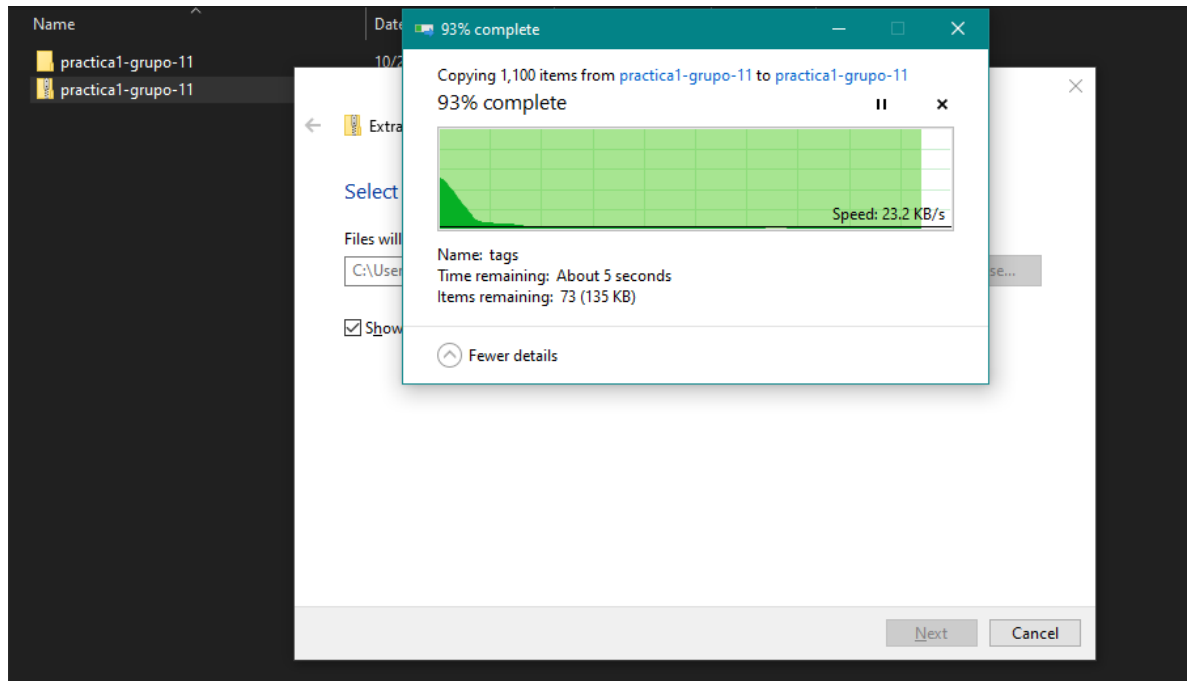 Name
Date
practica1-grupo-11
10/2
practica1-grupo-11
93% complete
Copying 1,100 items from practica1-grupo-11 to practica1-grupo-11
93% complete
Speed: 23.2 KB/s
Name: tags
Time remaining: About 5 seconds
Items remaining: 73 (135 KB)
Fewer details
Extra
Select
Files will
C:\User
se...
Show
Next
Cancel